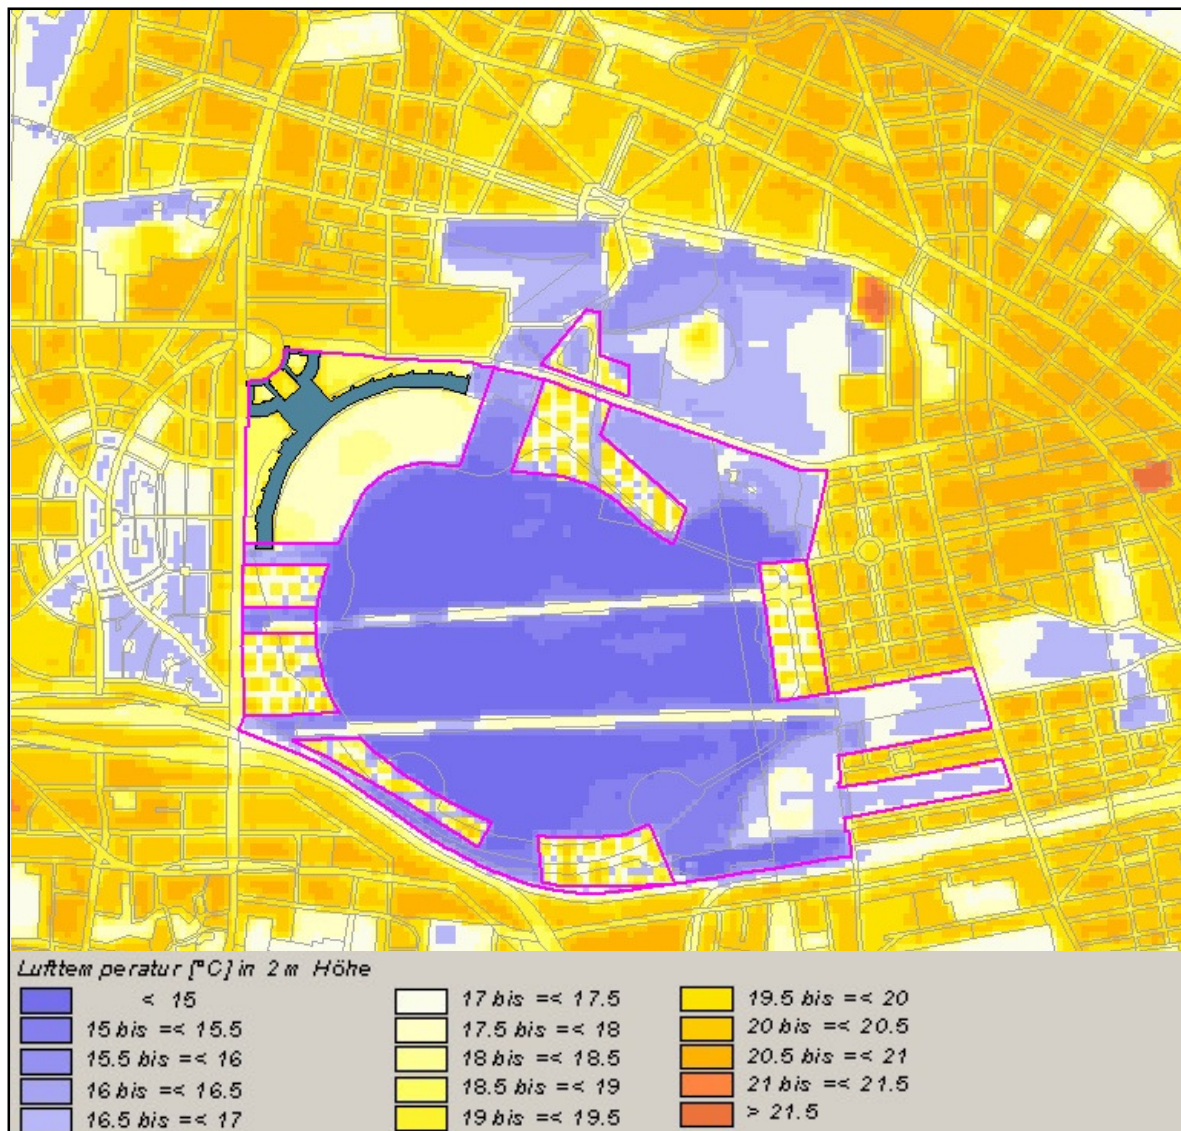 Lufttem peratur [°C] in 2 m Höhe
< 15
15 bis =< 15.5
15.5 bis =< 16
16 bis =< 16.5
16.5 bis =< 17
17 bis =< 17.5
17.5 bis =< 18
18 bis =< 18.5
18.5 bis =< 19
19 bis =< 19.5
19.5 bis =< 20
20 bis =< 20.5
20.5 bis =< 21
21 bis =< 21.5
> 21.5